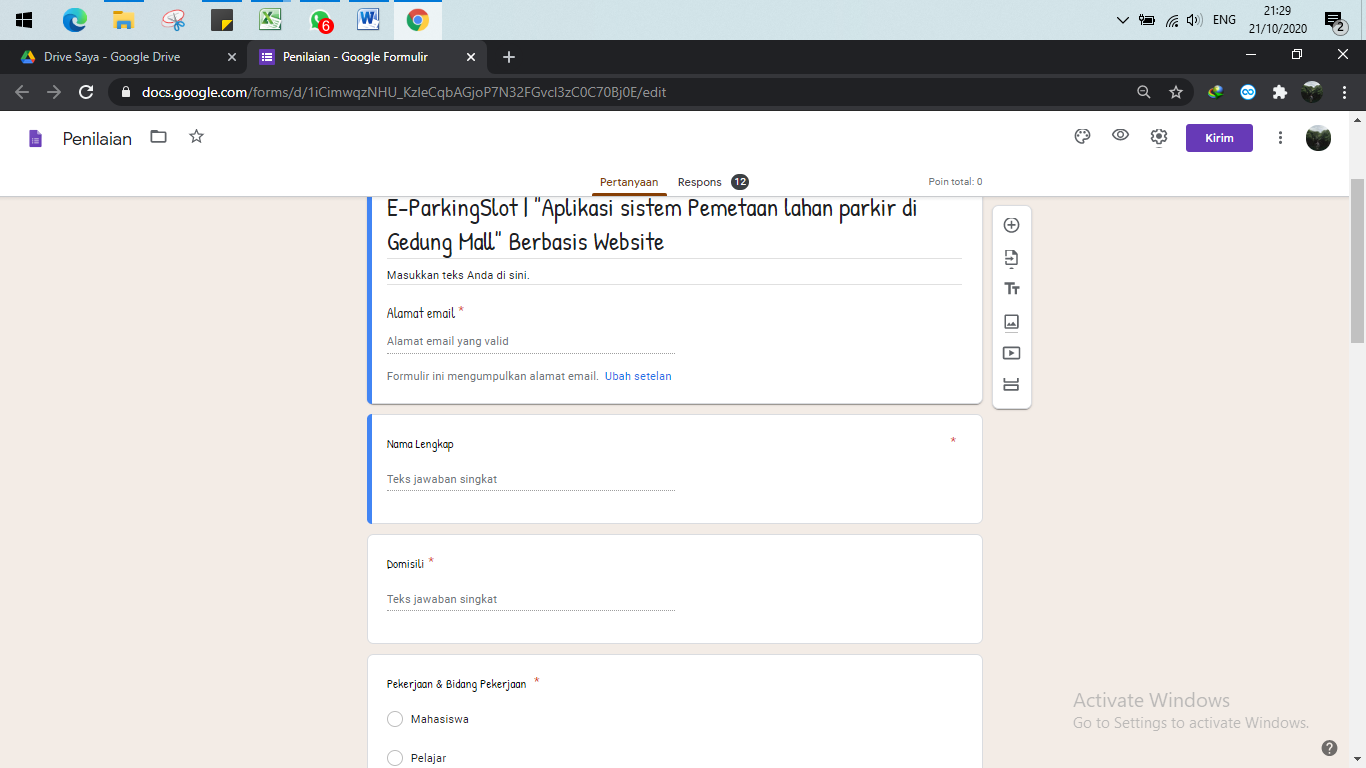 ENG
21:29
21/10/2020
6
2
Drive Saya - Google Drive
Penilaian - Google Formulir
docs.google.com/forms/d/1iCimwqzNHU_KzleCqbAGjoP7N32FGvcl3zC0C70Bj0E/edit
Penilaian
Kirim
Pertanyaan
Respons 12
Poin total: 0
E-ParkingSlot | "Aplikasi sistem Pemetaan lahan parkir di
Gedung Mall" Berbasis Website
Masukkan teks Anda di sini.
Alamat email *
Alamat email yang valid
Formulir ini mengumpulkan alamat email. Ubah setelan
Nama Lengkap *
Teks jawaban singkat
Domisili *
Teks jawaban singkat
Pekerjaan & Bidang Pekerjaan *
Mahasiswa
Pelajar
Activate Windows
Go to Settings to activate Windows.